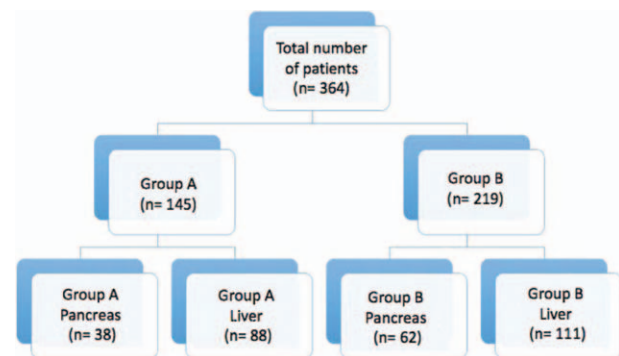 Total number
of patients
(n= 364)
Group A
(n= 145)
Group B
(n= 219)
Group A
Pancreas
(n= 38)
Group A
Liver
(n= 88)
Group B
Pancreas
(n= 62)
Group B
Liver
(n= 111)